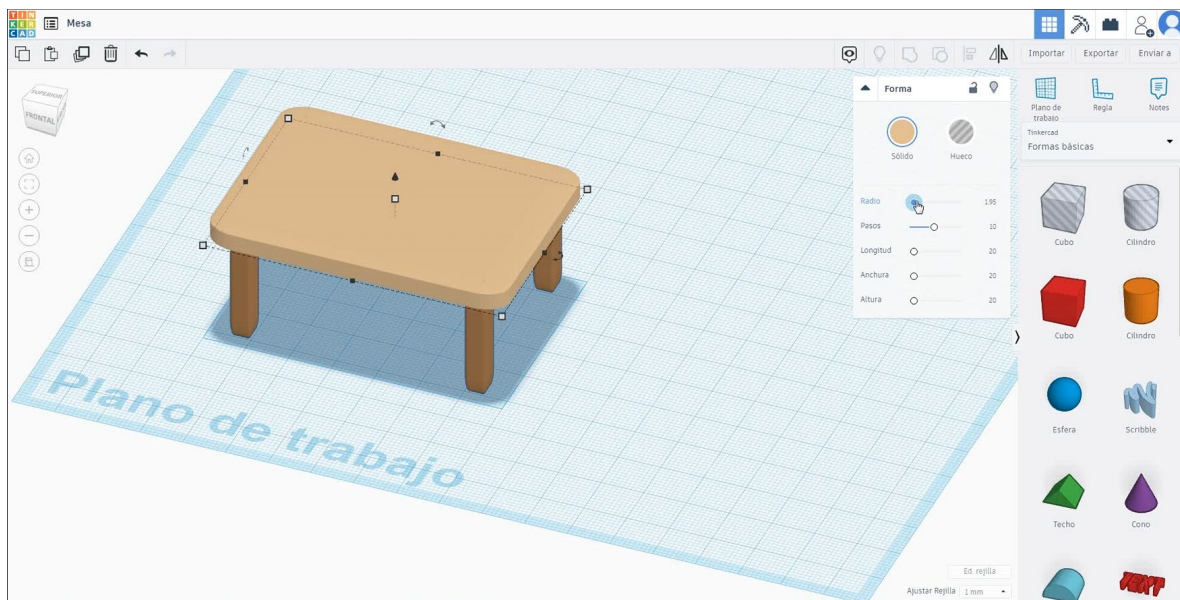 TIN
KER
CAD
Mesa
Importar
Exportar
Enviar a
SUPERIOR
FRONTAL
Forma
Sólido
Hueco
Radio
1.95
Pasos
10
Longitud
20
Anchura
20
Altura
20
Plano de
trabajo
Regla
Notes
Tinkercad
Formas básicas
Cubo
Cilindro
Cubo
Cilindro
Esfera
Scribble
Techo
Cono
TEXT
Plano de trabajo
Ed. rejilla
Ajustar Rejilla
1 mm